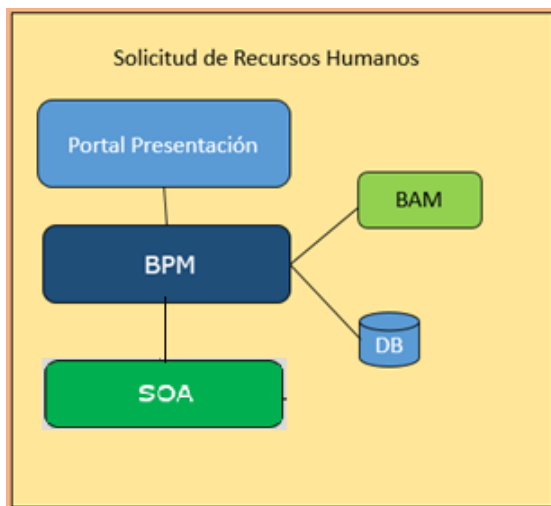 Solicitud de Recursos Humanos
Portal Presentación
BAM
BPM
DB
SOA